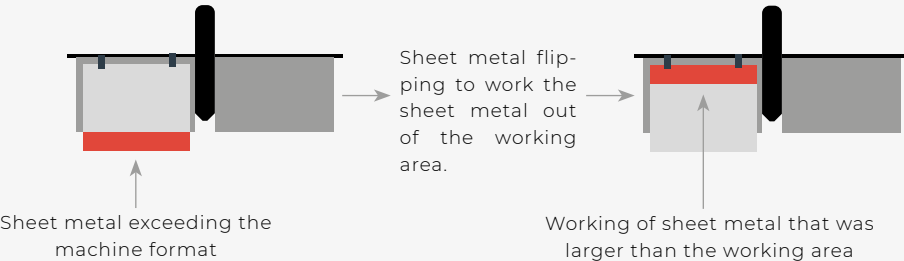 Sheet metal flip-
ping to work the
sheet metal out
of the working
area.
Sheet metal exceeding the
machine format
Working of sheet metal that was
larger than the working area